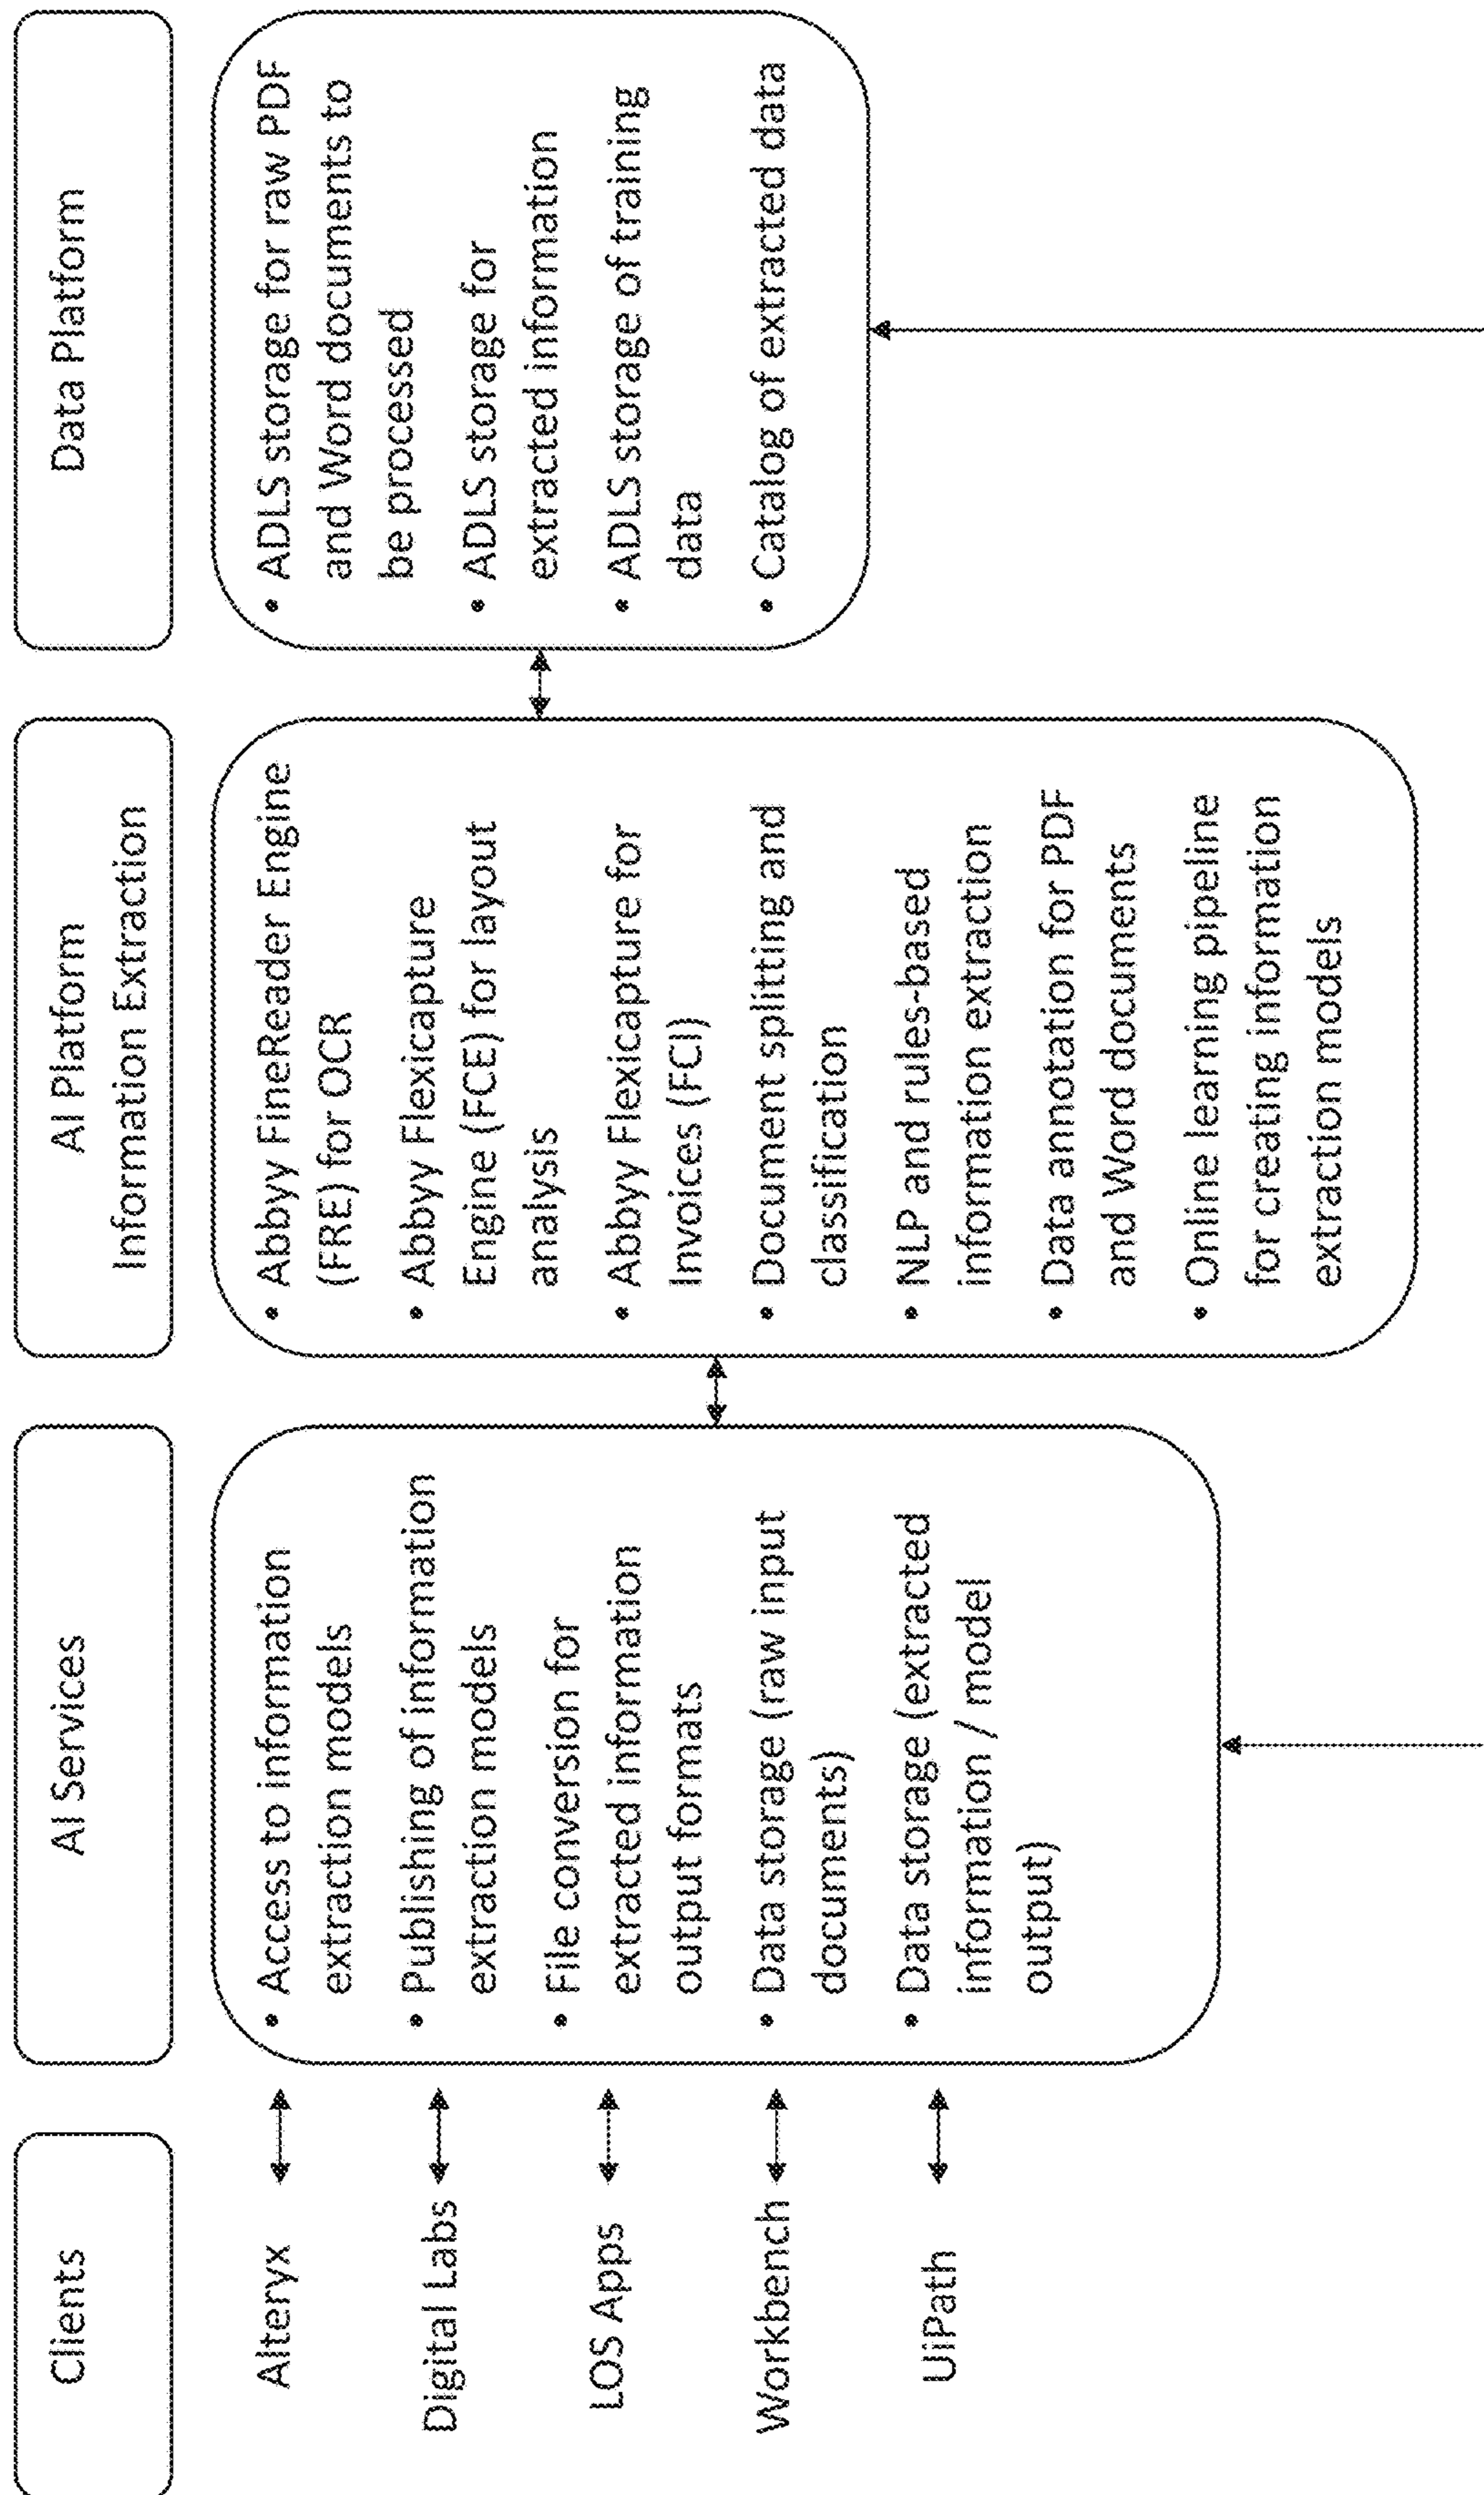 Clients
Alteryx
Digital Labs
LOS Apps
Workbench
UiPath
AI Services
• Access to information
extraction models
• Publishing of information
extraction models
• File conversion for
extracted information
output formats
• Data storage (raw input
documents)
• Data storage (extracted
information / model
output)
AI Platform
Information Extraction
• Abbyy FineReader Engine
(FRE) for OCR
• Abbyy Flexicapture
Engine (FCE) for layout
analysis
• Abbyy Flexicapture for
Invoices (FCI)
• Document splitting and
classification
• NLP and rules-based
information extraction
• Data annotation for PDF
and Word documents
• Online learning pipeline
for creating information
extraction models
Data Platform
• ADLS storage for raw PDF
and Word documents to
be processed
• ADLS storage for
extracted information
• ADLS storage of training
data
• Catalog of extracted data